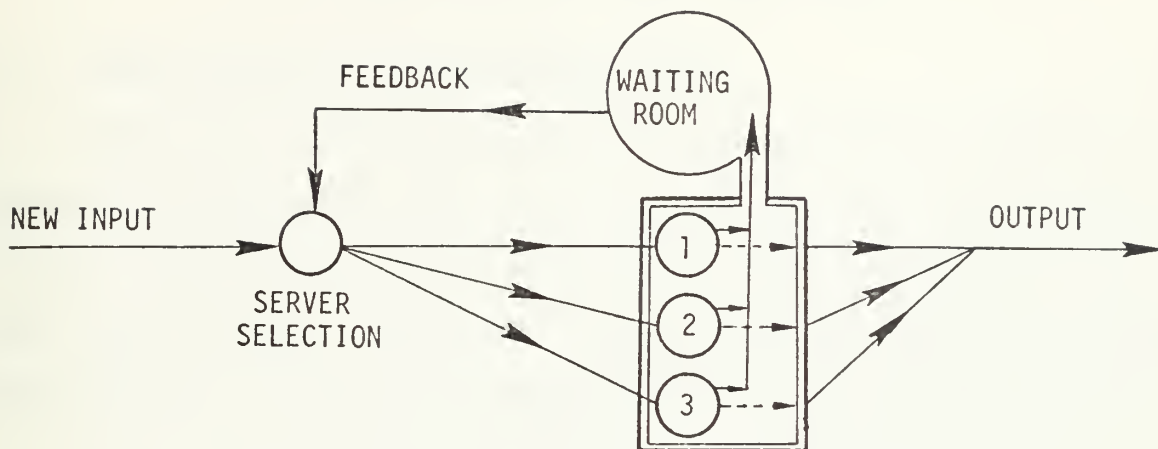 FEEDBACK
WAITING
ROOM
NEW INPUT
OUTPUT
SERVER
SELECTION
1
2
3